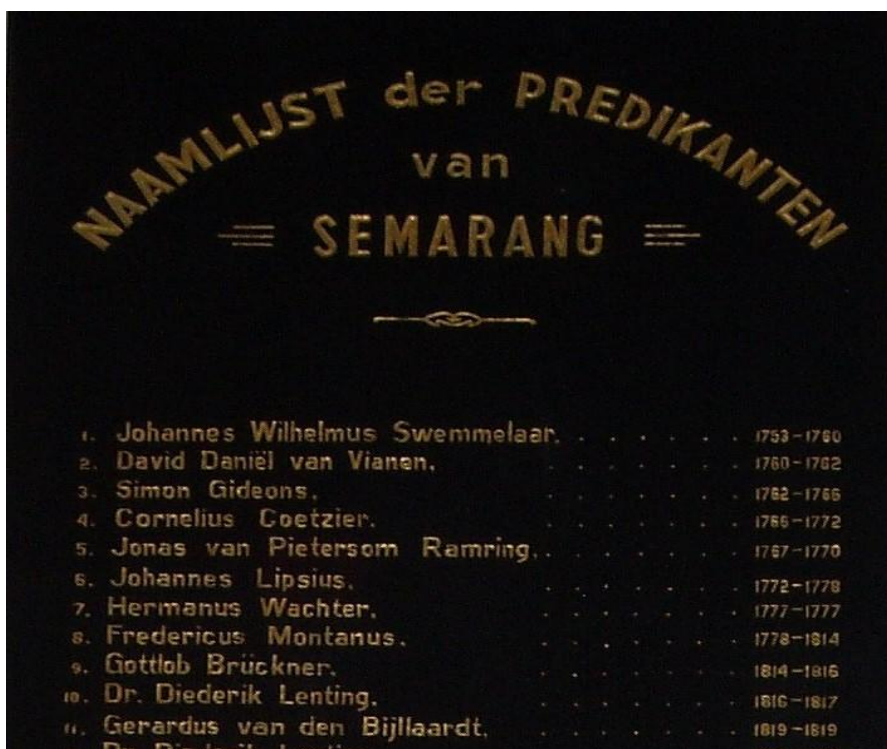 NAAMLIJST der PREDIKANTEN
van
SEMARANG
1. Johannes Wilhelmus Swemmelaar. . . . . . . . 1753-1760
2. David Daniël van Vianen. . . . . . . . 1760-1762
3. Simon Gideons. . . . . . . . 1762-1766
4. Cornelius Coetzier. . . . . . . . 1766-1772
5. Jonas van Pietersom Ramring. . . . . . . . 1767-1770
6. Johannes Lipsius. . . . . . . . 1772-1778
7. Hermanus Wachter. . . . . . . . 1777-1777
8. Fredericus Montanus. . . . . . . . 1778-1814
9. Gottlob Brückner. . . . . . . . 1814-1816
10. Dr. Diederik Lenting. . . . . . . . 1816-1817
11. Gerardus van den Bijllaardt. . . . . . . . 1819-1819